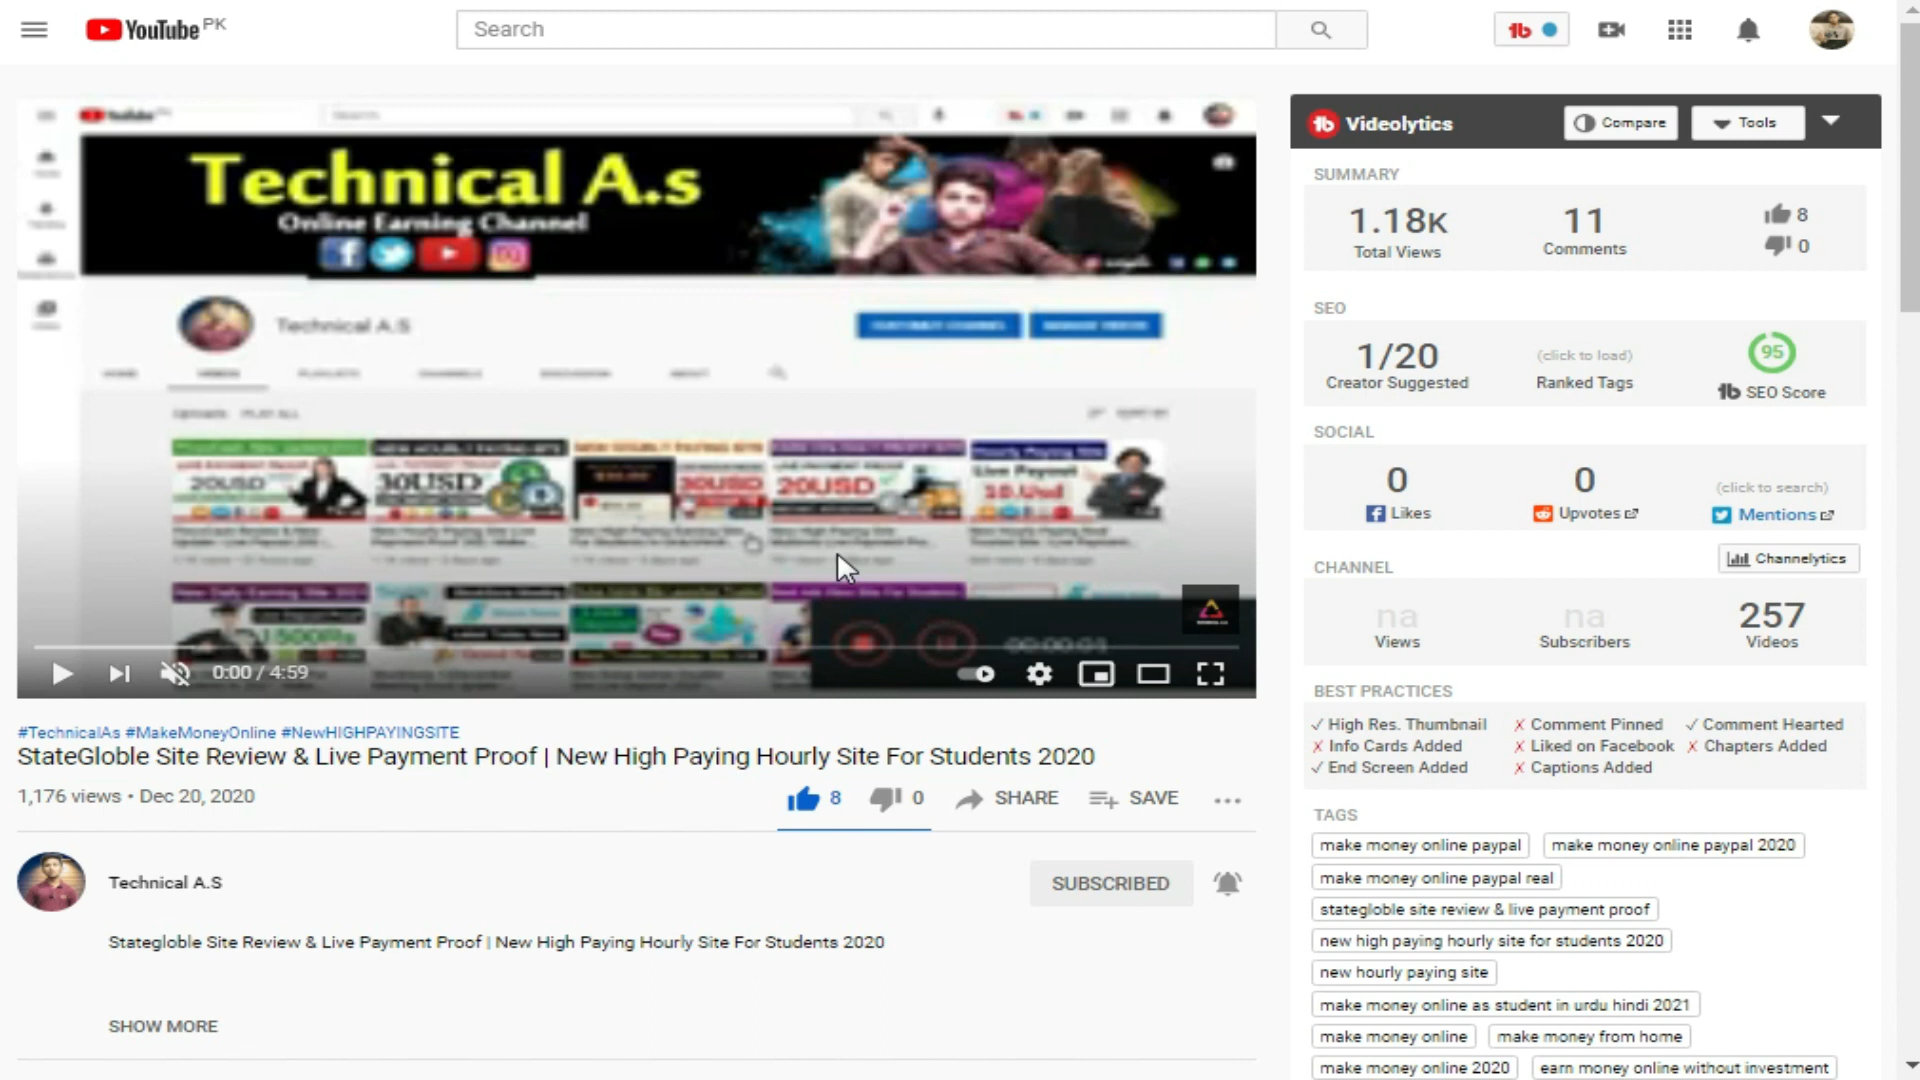 YouTube PK
Search
Technical A.s
Online Earning Channel
Technical A.S
20USD
30USD
30USD
20USD
Live Payout
10.Usd
1500Rs
0:00 / 4:59
#TechnicalAs #MakeMoneyOnline #NewHIGHPAYINGSITE
StateGloble Site Review & Live Payment Proof | New High Paying Hourly Site For Students 2020
1,176 views • Dec 20, 2020
8
0
SHARE
SAVE
Technical A.S
SUBSCRIBED
Stategloble Site Review & Live Payment Proof | New High Paying Hourly Site For Students 2020
SHOW MORE
Videolytics
Compare
Tools
SUMMARY
1.18K
Total Views
11
Comments
8
0
SEO
1/20
Creator Suggested
(click to load)
Ranked Tags
95
SEO Score
SOCIAL
0
Likes
0
Upvotes
(click to search)
Mentions
CHANNEL
Channelytics
na
Views
na
Subscribers
257
Videos
BEST PRACTICES
✓ High Res. Thumbnail ✗ Comment Pinned ✓ Comment Hearted
✗ Info Cards Added ✗ Liked on Facebook ✗ Chapters Added
✓ End Screen Added ✗ Captions Added
TAGS
make money online paypal make money online paypal 2020
make money online paypal real
stategloble site review & live payment proof
new high paying hourly site for students 2020
new hourly paying site
make money online as student in urdu hindi 2021
make money online make money from home
make money online 2020 earn money online without investment